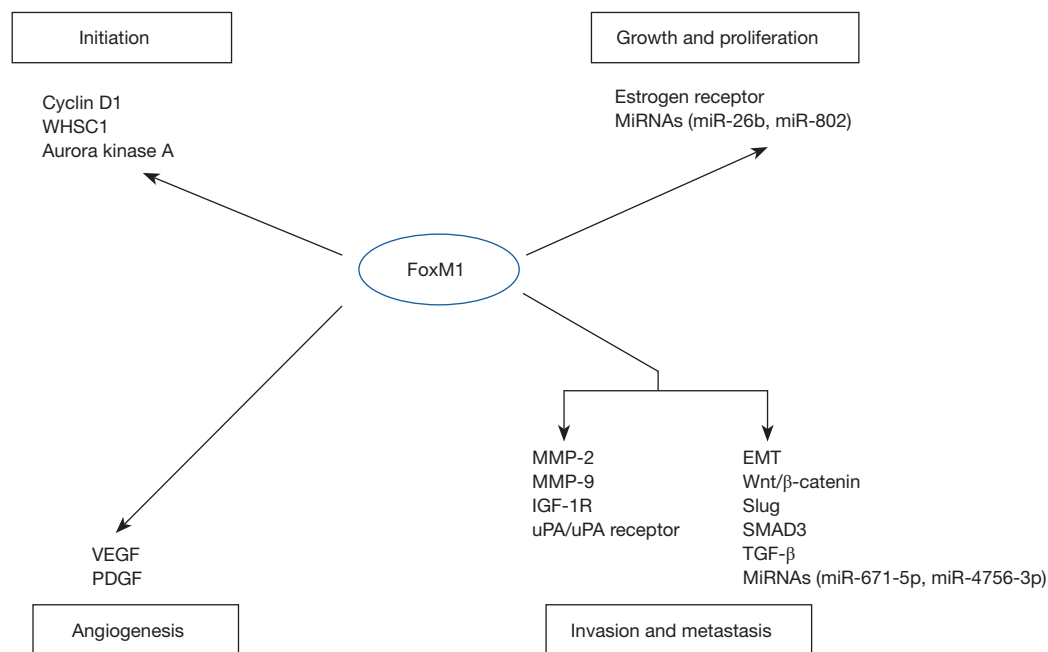 Initiation
Growth and proliferation
Cyclin D1
WHSC1
Aurora kinase A
Estrogen receptor
MiRNAs (miR-26b, miR-802)
FoxM1
MMP-2
MMP-9
IGF-1R
uPA/uPA receptor
EMT
Wnt/β-catenin
Slug
SMAD3
TGF-β
MiRNAs (miR-671-5p, miR-4756-3p)
VEGF
PDGF
Angiogenesis
Invasion and metastasis